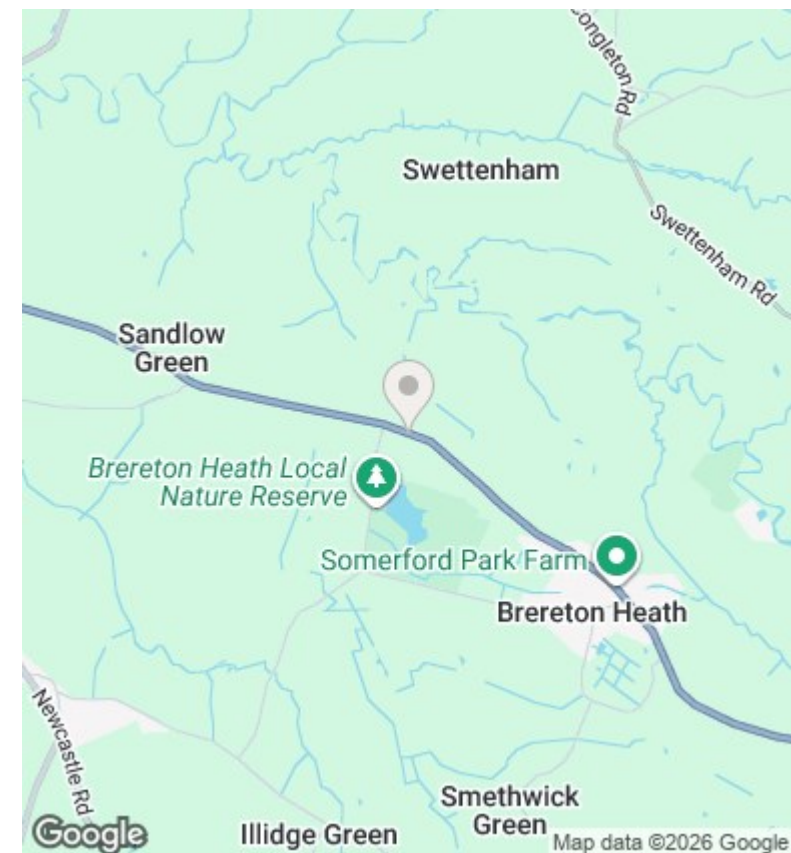 Congleton Rd
Swettenham
Swettenham Rd
Sandlow
Green
Brereton Heath Local
Nature Reserve
Somerford Park Farm
Brereton Heath
Newcastle Rd
Smethwick
Green
Illidge Green
Google
Map data ©2026 Google